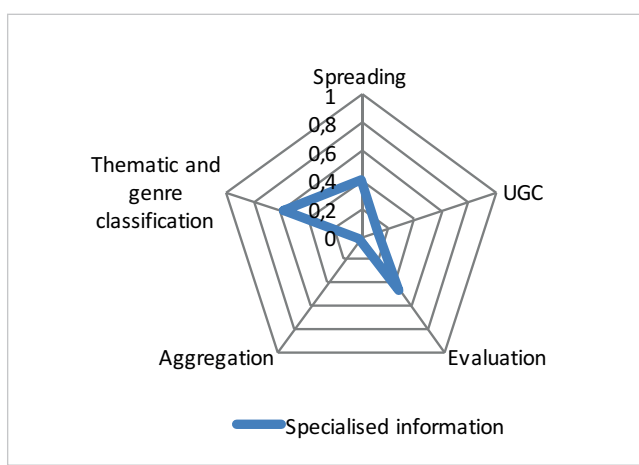 Spreading
1
0,8
0,6
0,4
0,2
0
Thematic and
genre
classification
UGC
Aggregation
Evaluation
Specialised information